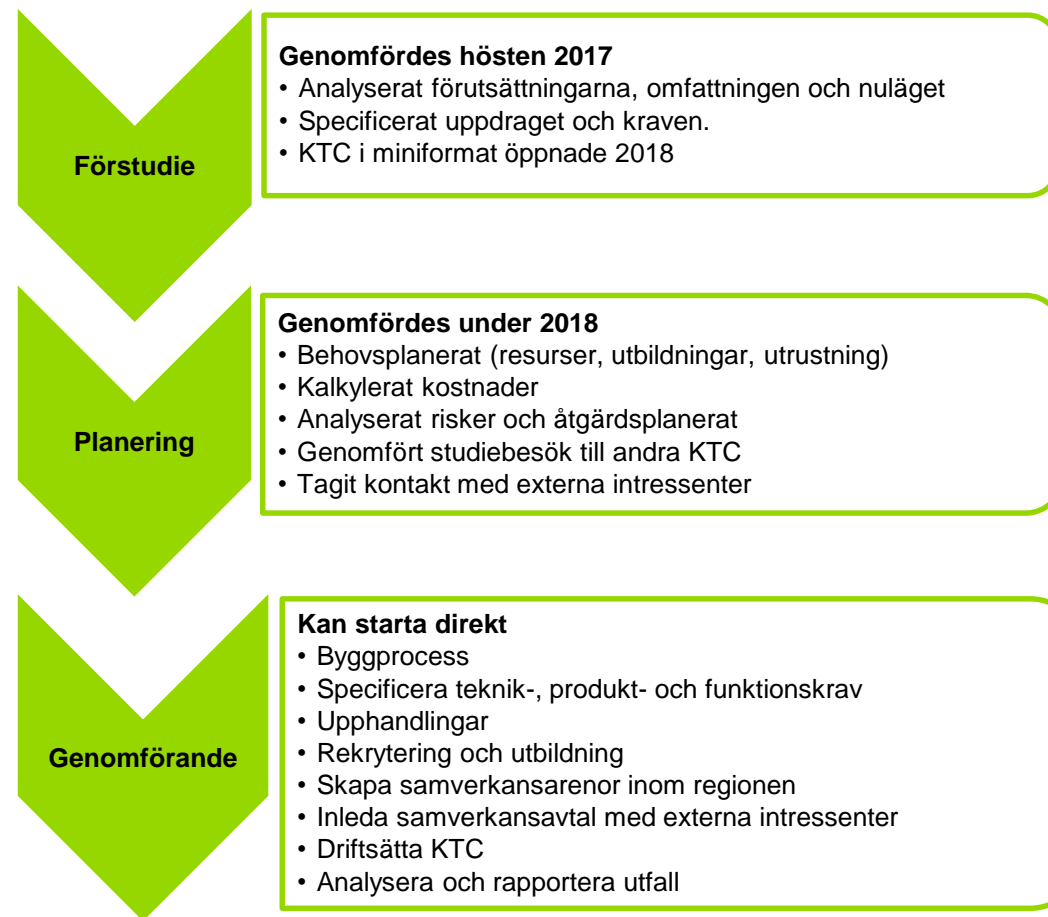 Förstudie
Genomfördes hösten 2017
• Analyserat förutsättningarna, omfattningen och nuläget
• Specificerat uppdraget och kraven.
• KTC i miniformat öppnade 2018
Planering
Genomfördes under 2018
• Behovsplanerat (resurser, utbildningar, utrustning)
• Kalkylerat kostnader
• Analyserat risker och åtgärdsplanerat
• Genomfört studiebesök till andra KTC
• Tagit kontakt med externa intressenter
Genomförande
Kan starta direkt
• Byggprocess
• Specificera teknik-, produkt- och funktionskrav
• Upphandlingar
• Rekrytering och utbildning
• Skapa samverkansarenor inom regionen
• Inleda samverkansavtal med externa intressenter
• Driftsätta KTC
• Analysera och rapportera utfall